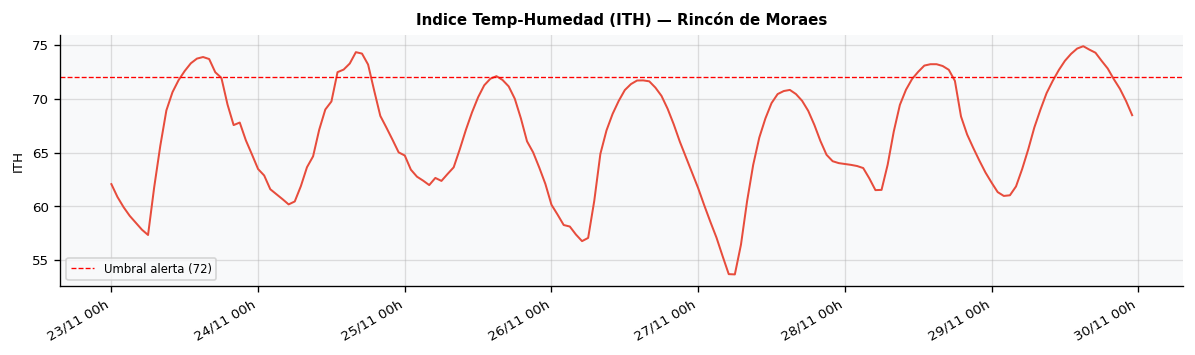 Indice Temp-Humedad (ITH) — Rincón de Moraes
75
70
65
60
55
ITH
Umbral alerta (72)
23/11 00h
24/11 00h
25/11 00h
26/11 00h
27/11 00h
28/11 00h
29/11 00h
30/11 00h